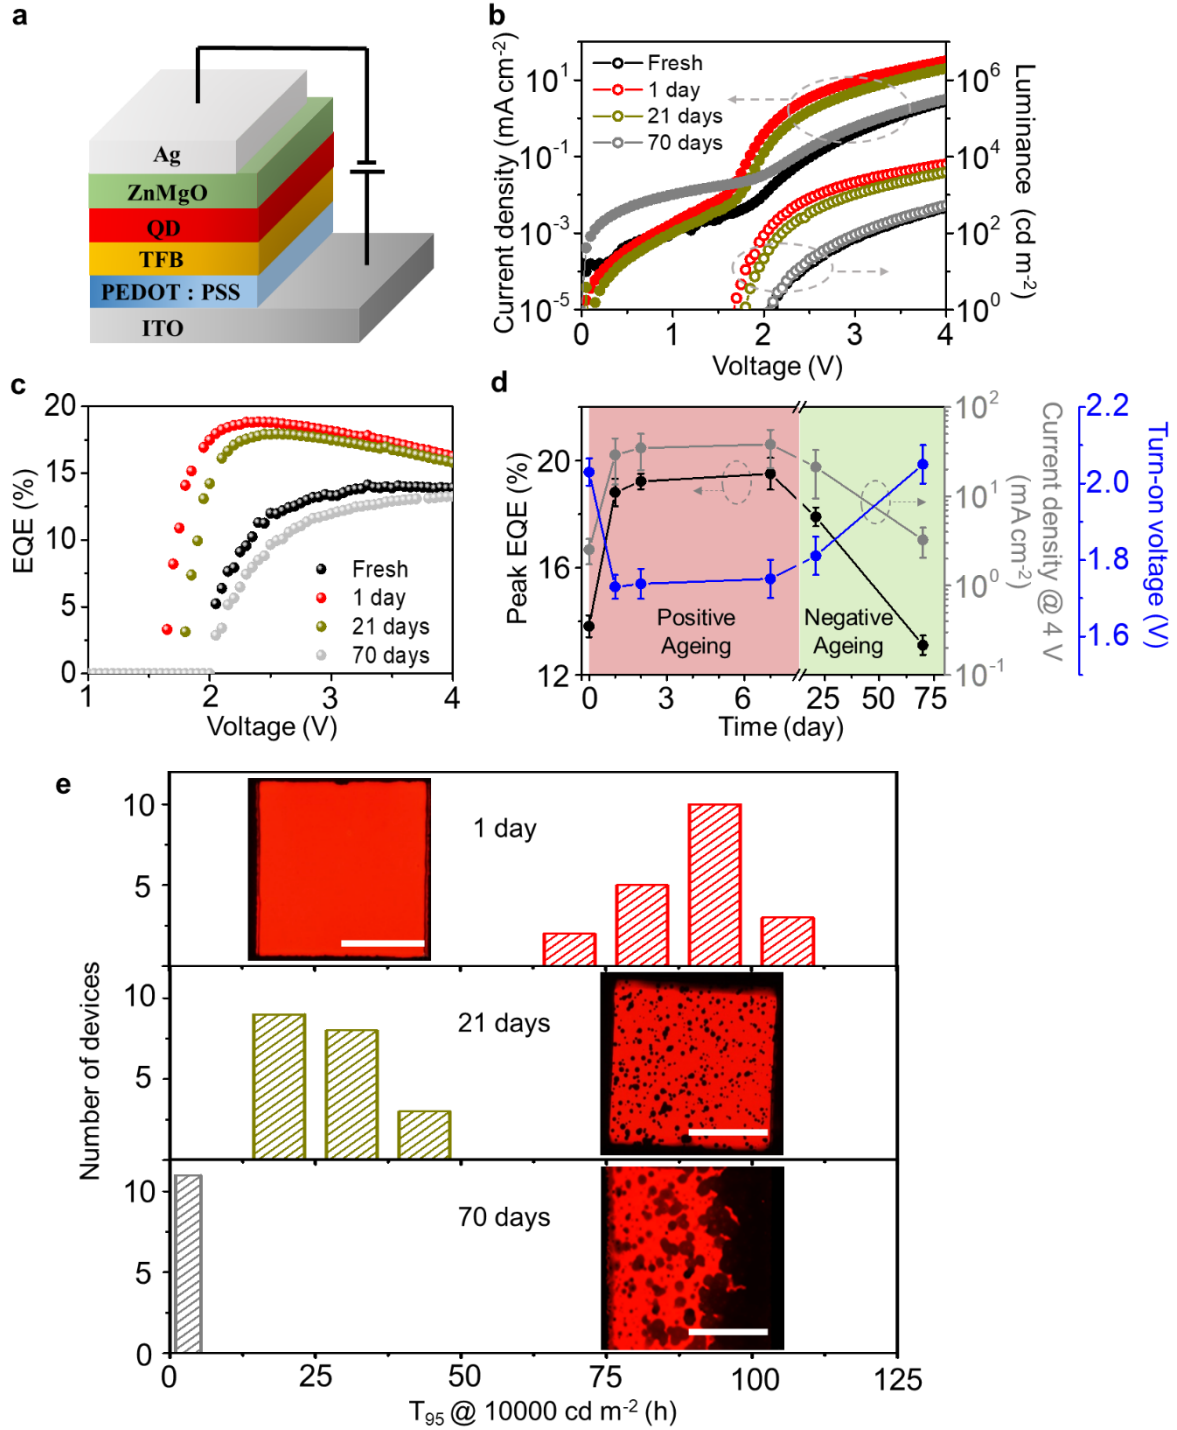 a
Ag
ZnMgO
QD
TFB
PEDOT : PSS
ITO
b
Current density (mA cm-2)
10^1
10^-1
10^-3
10^-5
Fresh
1 day
21 days
70 days
10^6
10^4
10^2
10^0
Luminance (cd m-2)
0 1 2 3 4
Voltage (V)
c
EQE (%)
20
15
10
5
0
Fresh
1 day
21 days
70 days
1 2 3 4
Voltage (V)
d
Peak EQE (%)
20
16
12
Positive
Ageing
Negative
Ageing
10^2
10^1
10^0
10^-1
Current density @ 4 V
(mA cm-2)
2.2
2.0
1.8
1.6
Turn-on voltage (V)
0 3 6 25 50 75
Time (day)
e
Number of devices
10
5
1 day
10
5
21 days
10
5
0
70 days
0 25 50 75 100 125
T95 @ 10000 cd m-2 (h)